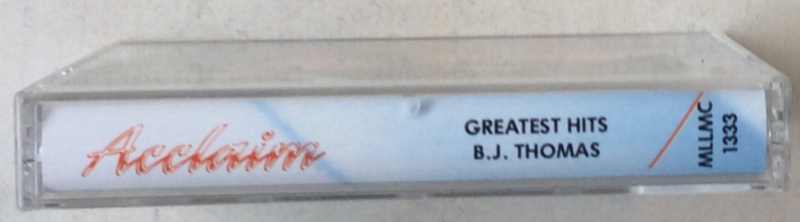 Acclaim
GREATEST HITS
B.J. THOMAS
MLLMC
1333